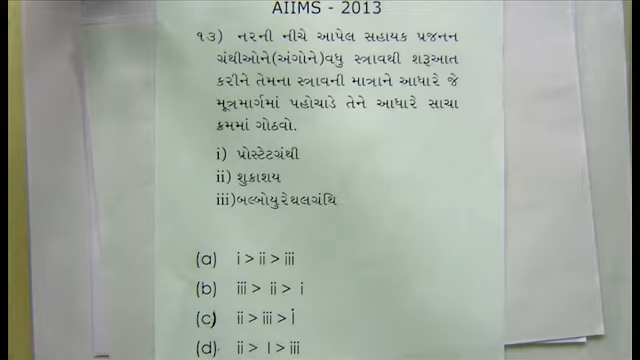 AIIMS - 2013
૧૩) નરની નીચે આપેલ સહાયક પ્રજનન
ગ્રંથીઓને(અંગોને)વધુ સ્ત્રાવથી શરૂઆત
કરીને તેમના સ્ત્રાવની માત્રાને આધારે જે
મૂત્રમાર્ગમાં પહોચાડે તેને આધારે સાચા
ક્રમમાં ગોઠવો.
i) પ્રોસ્ટેટગ્રંથી
ii) શુકાશય
iii)બલ્બોયુરેથલગ્રંથિ
(a) i > ii > iii
(b) iii > ii > i
(c) ii > iii > i
(d) ii > I > iii